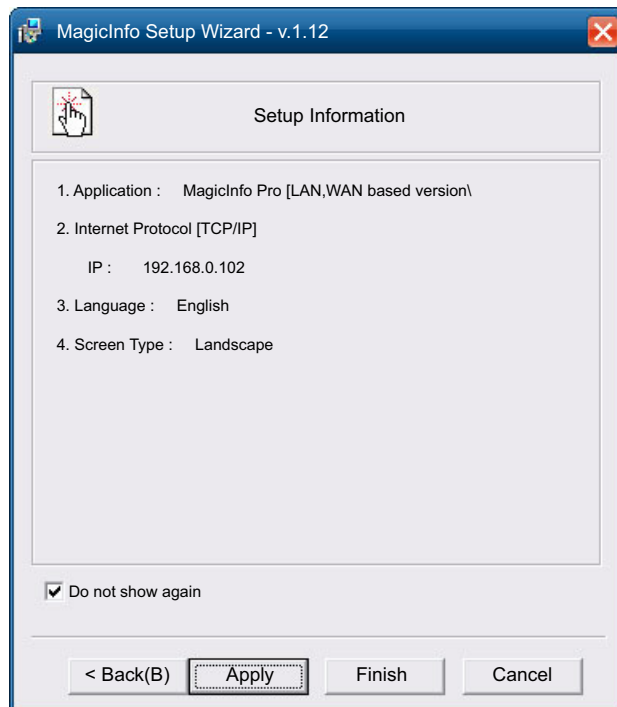 MagicInfo Setup Wizard - v.1.12
Setup Information
1. Application : MagicInfo Pro [LAN,WAN based version\
2. Internet Protocol [TCP/IP]
IP : 192.168.0.102
3. Language : English
4. Screen Type : Landscape
Do not show again
< Back(B) Apply Finish Cancel